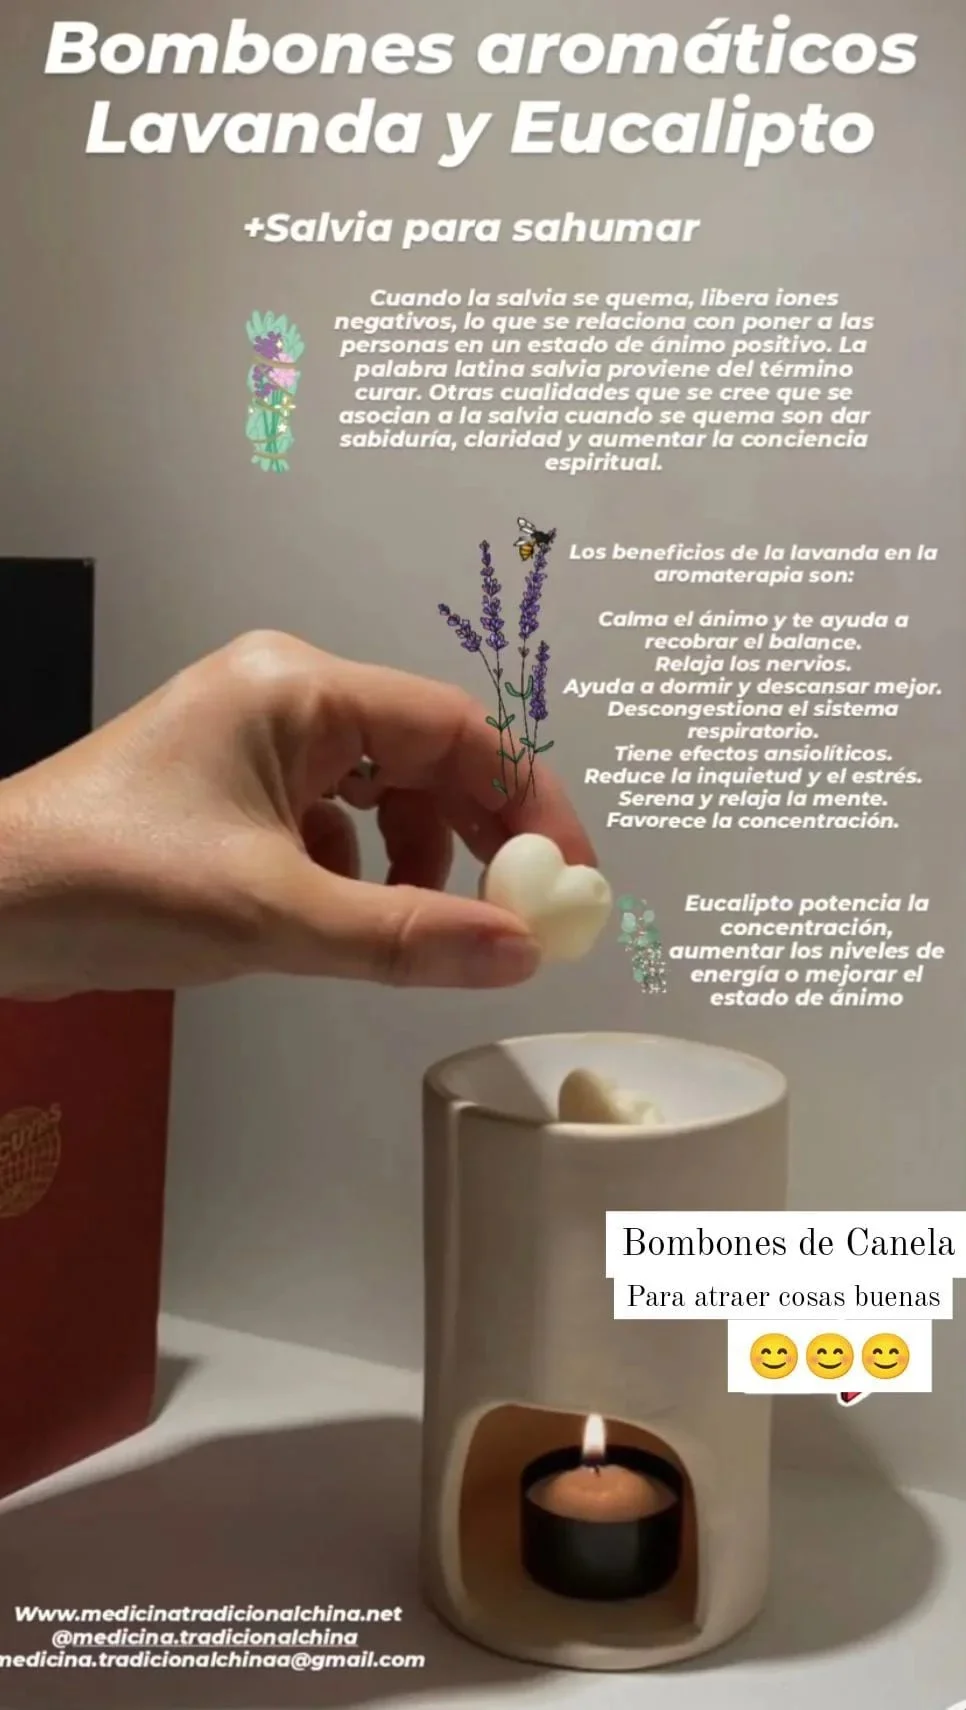 Bombones aromáticos
Lavanda y Eucalipto
+Salvia para sahumar
Cuando la salvia se quema, libera iones
negativos, lo que se relaciona con poner a las
personas en un estado de ánimo positivo. La
palabra latina salvia proviene del término
curar. Otras cualidades que se cree que se
asocian a la salvia cuando se quema son dar
sabiduría, claridad y aumentar la conciencia
espiritual.
Los beneficios de la lavanda en la
aromaterapia son:
Calma el ánimo y te ayuda a
recobrar el balance.
Relaja los nervios.
Ayuda a dormir y descansar mejor.
Descongestiona el sistema
respiratorio.
Tiene efectos ansiolíticos.
Reduce la inquietud y el estrés.
Serena y relaja la mente.
Favorece la concentración.
Eucalipto potencia la
concentración,
aumentar los niveles de
energía o mejorar el
estado de ánimo
Bombones de Canela
Para atraer cosas buenas
😊😊😊
Www.medicinatradicionalchina.net
@medicina.tradicionalchina
medicina.tradicionalchinaa@gmail.com